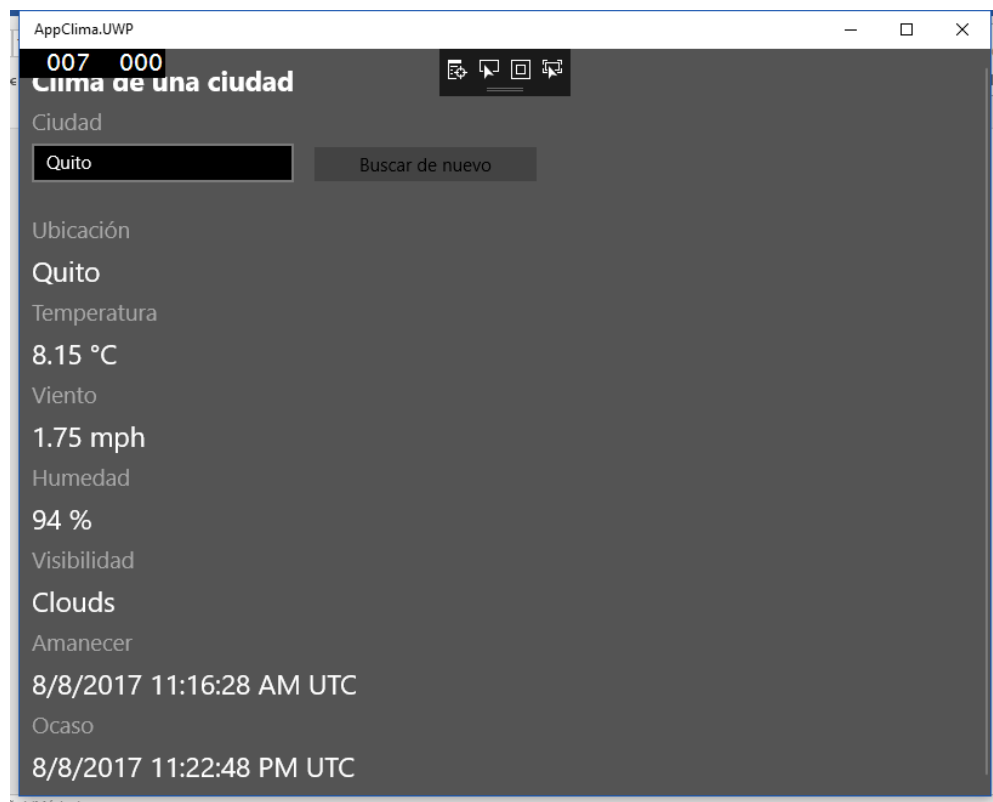 AppClima.UWP
007 000
Clima de una ciudad
Ciudad
Quito
Buscar de nuevo
Ubicación
Quito
Temperatura
8.15 °C
Viento
1.75 mph
Humedad
94 %
Visibilidad
Clouds
Amanecer
8/8/2017 11:16:28 AM UTC
Ocaso
8/8/2017 11:22:48 PM UTC